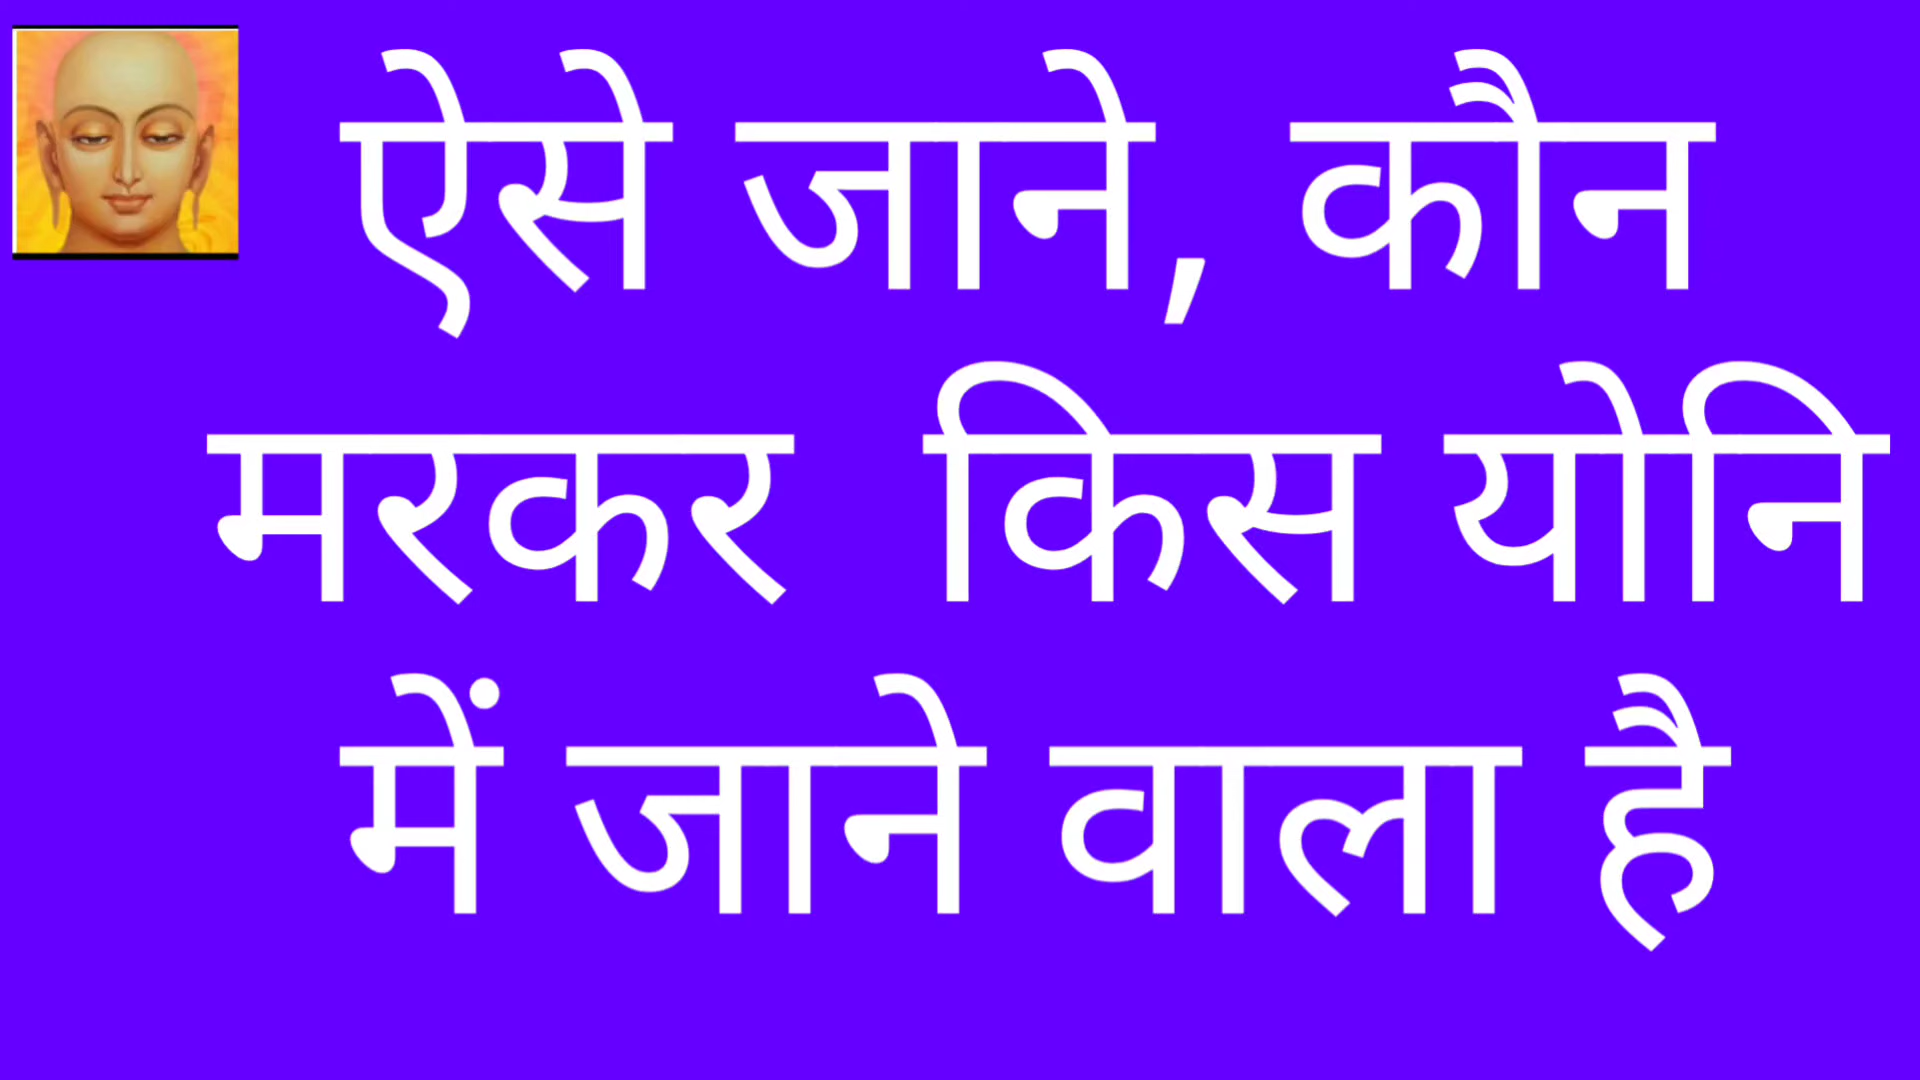 ऐसे जाने, कौन
मरकर किस योनि
में जाने वाला है